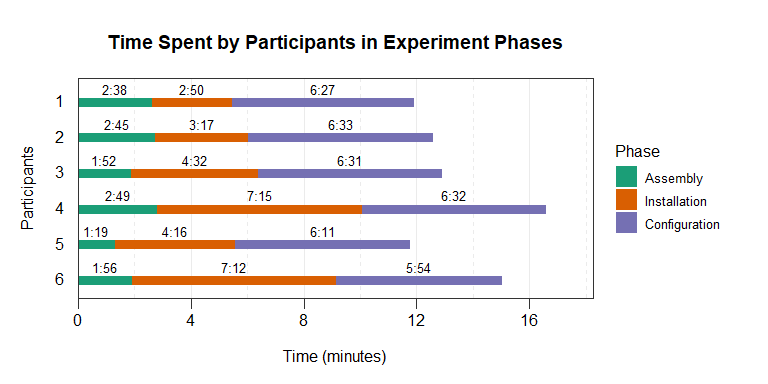 Time Spent by Participants in Experiment Phases
2:38 2:50 6:27
1
2:45 3:17 6:33
2
1:52 4:32 6:31
3
2:49 7:15 6:32
4
1:19 4:16 6:11
5
1:56 7:12 5:54
6
0 4 8 12 16
Time (minutes)
Participants
Phase
Assembly
Installation
Configuration